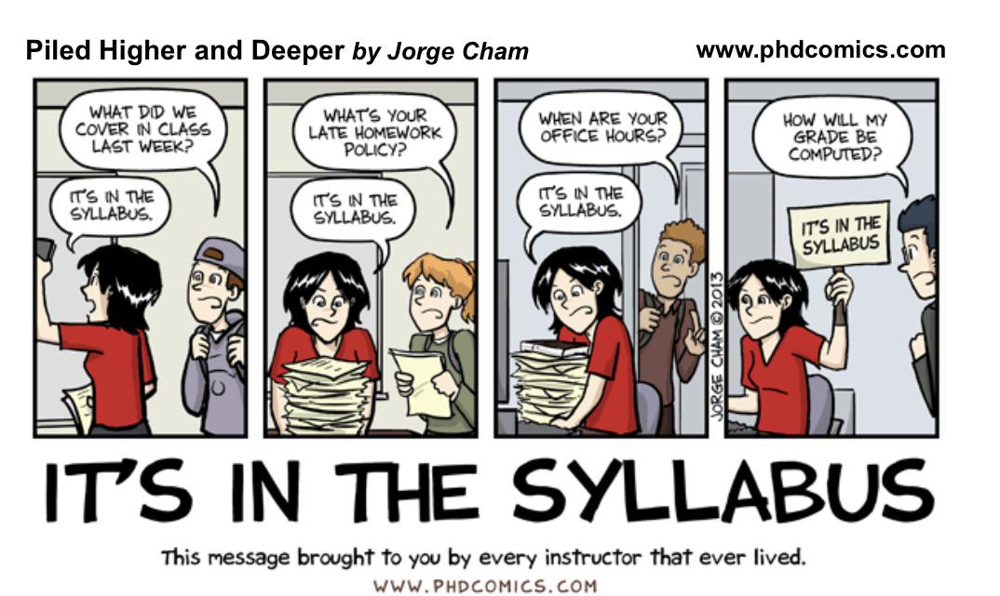 Piled Higher and Deeper by Jorge Cham
www.phdcomics.com
WHAT DID WE
COVER IN CLASS
LAST WEEK?
IT'S IN THE
SYLLABUS.
WHAT'S YOUR
LATE HOMEWORK
POLICY?
IT'S IN THE
SYLLABUS.
WHEN ARE YOUR
OFFICE HOURS?
IT'S IN THE
SYLLABUS.
JORGE CHAM © 2013
HOW WILL MY
GRADE BE
COMPUTED?
IT'S IN THE
SYLLABUS
IT'S IN THE SYLLABUS
This message brought to you by every instructor that ever lived.
WWW.PHDCOMICS.COM